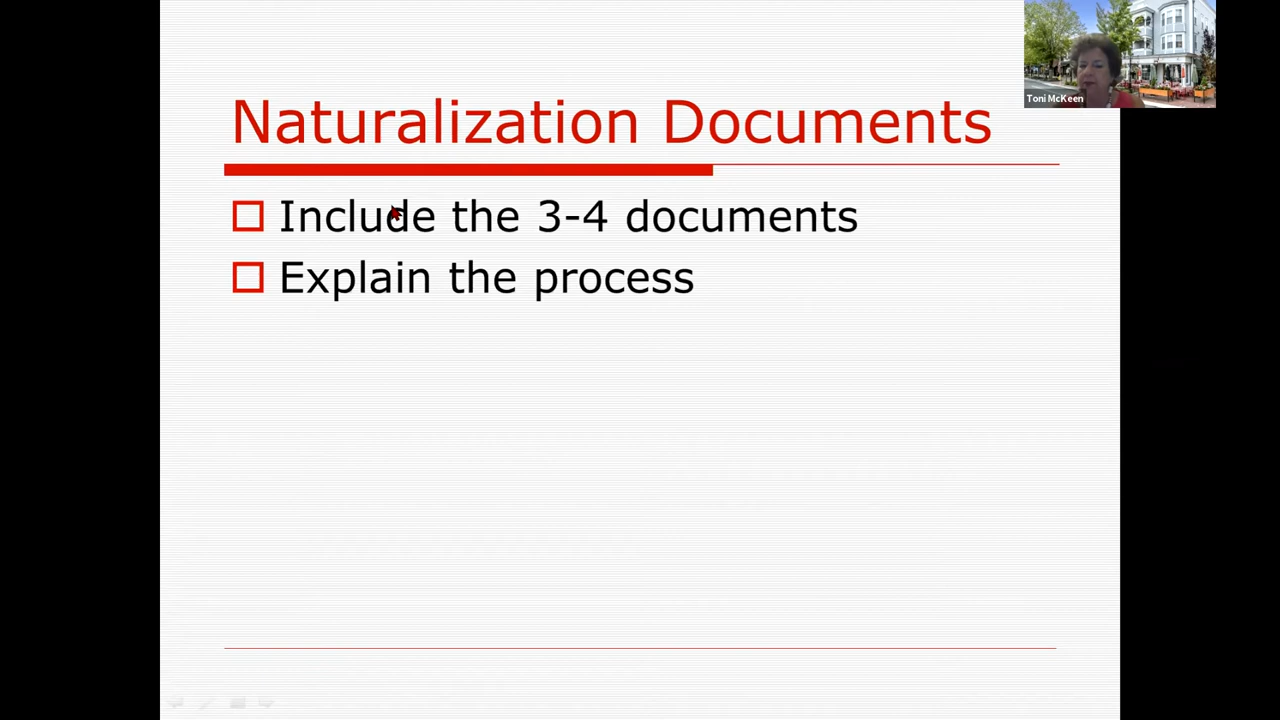 Naturalization Documents
Include the 3-4 documents
Explain the process
Toni McKeen